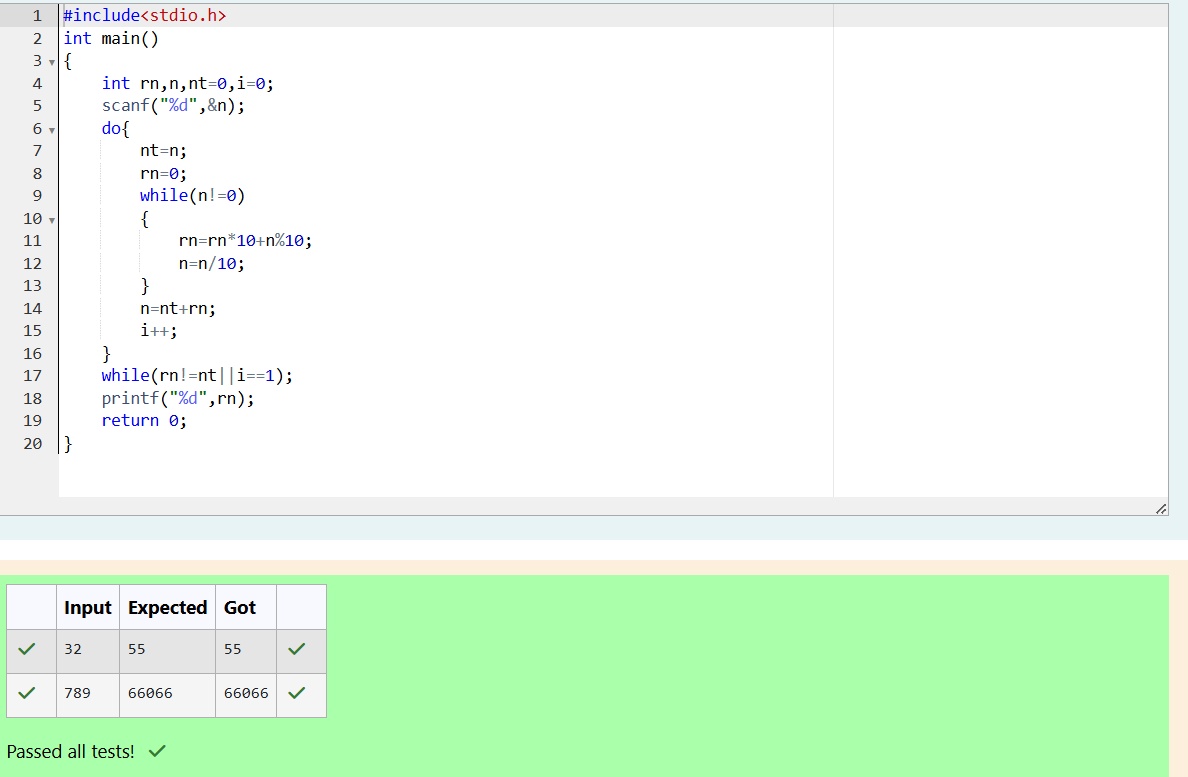 1 #include<stdio.h>
2 int main()
3 {
4     int rn,n,nt=0,i=0;
5     scanf("%d",&n);
6     do{
7         nt=n;
8         rn=0;
9         while(n!=0)
10         {
11             rn=rn*10+n%10;
12             n=n/10;
13         }
14         n=nt+rn;
15         i++;
16     }
17     while(rn!=nt||i==1);
18     printf("%d",rn);
19     return 0;
20 }
Input Expected Got
32 55 55
789 66066 66066
Passed all tests!